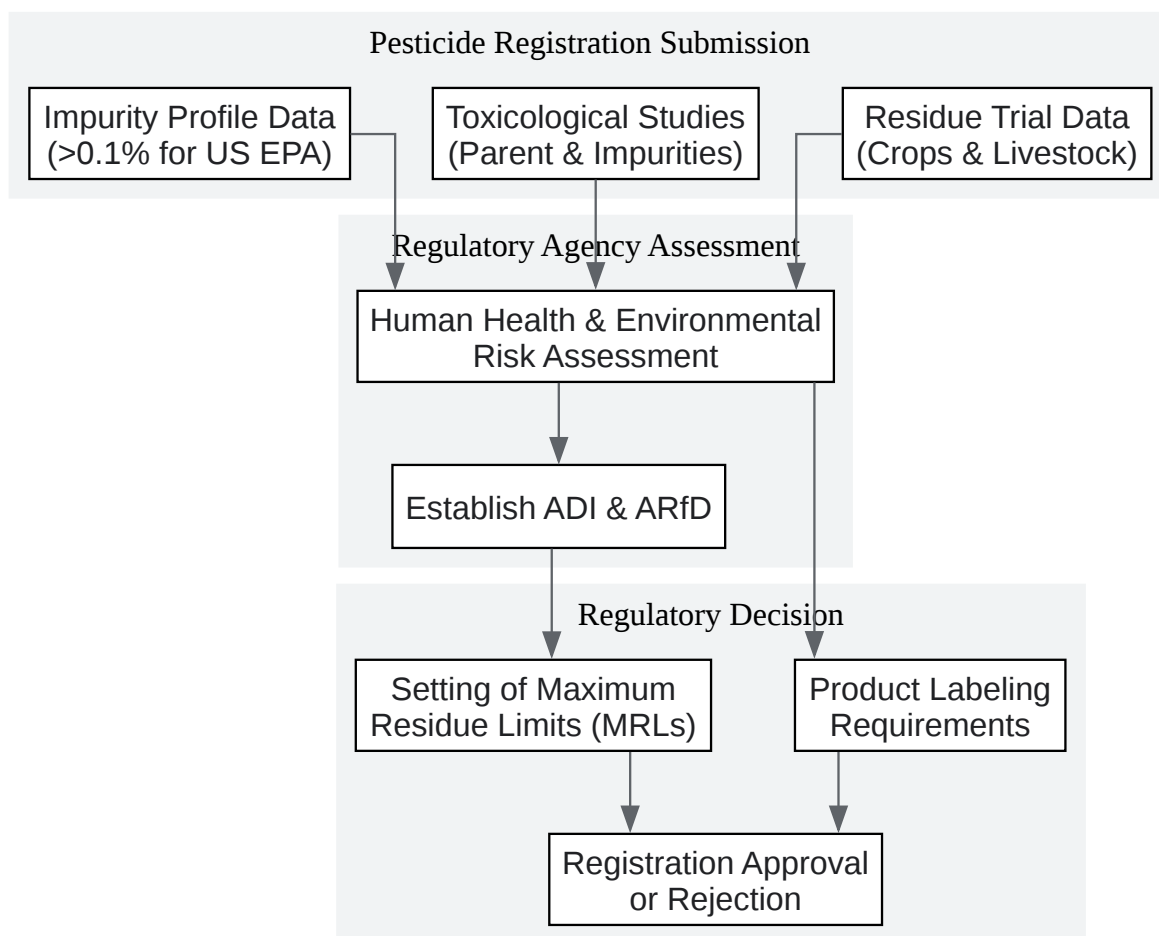 Pesticide Registration Submission
Impurity Profile Data
(>0.1% for US EPA)
Toxicological Studies
(Parent & Impurities)
Residue Trial Data
(Crops & Livestock)
Regulatory Agency Assessment
Human Health & Environmental
Risk Assessment
Establish ADI & ARfD
Regulatory Decision
Setting of Maximum
Residue Limits (MRLs)
Product Labeling
Requirements
Registration Approval
or Rejection